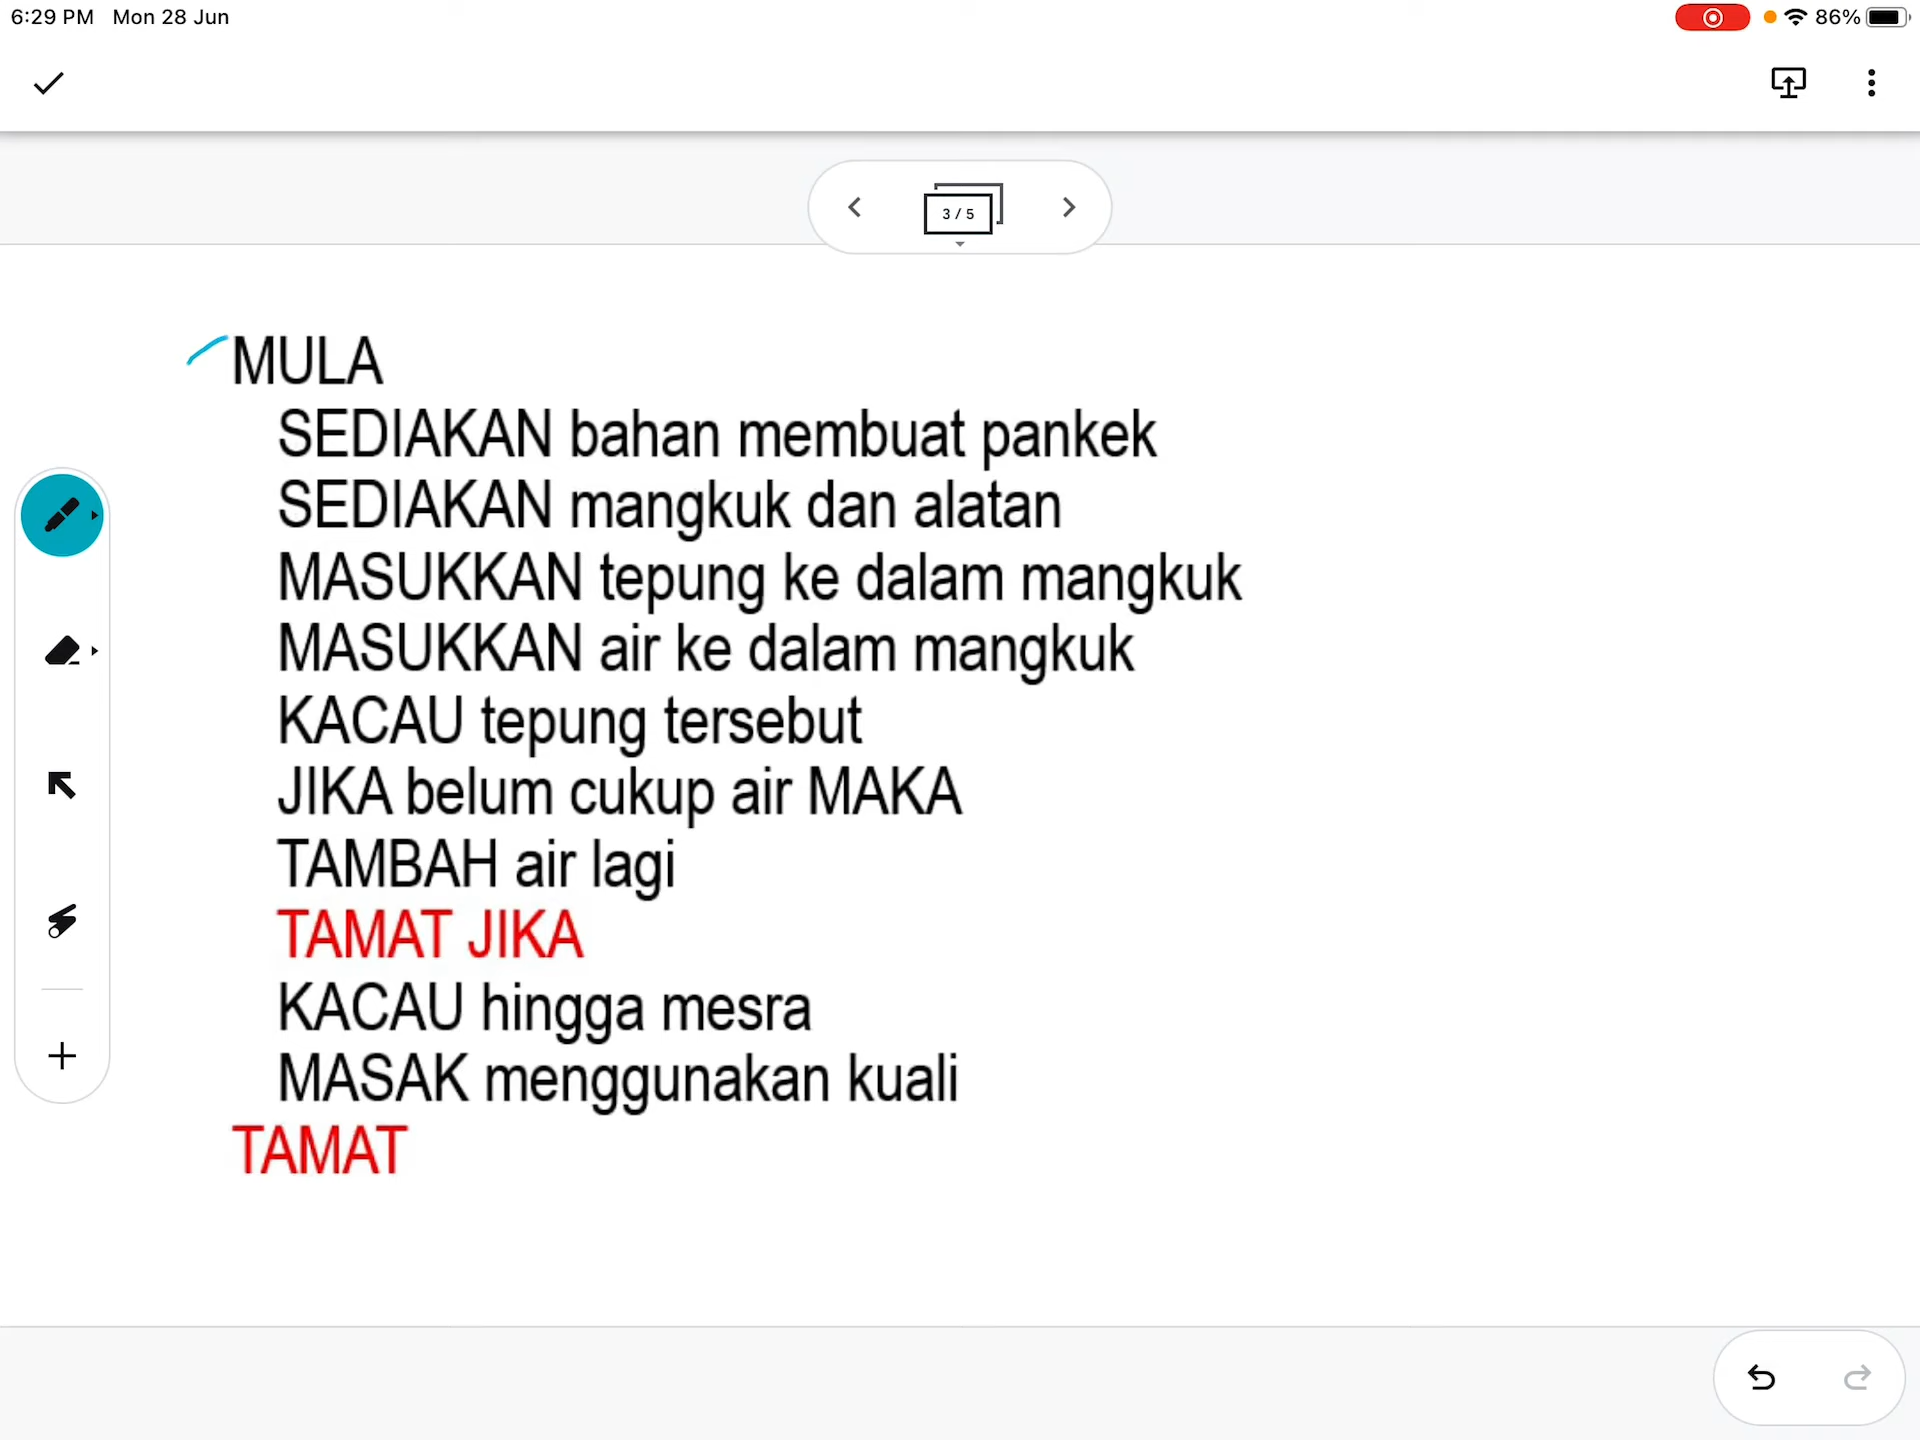 6:29 PM Mon 28 Jun
86%
3 / 5
MULA
SEDIAKAN bahan membuat pankek
SEDIAKAN mangkuk dan alatan
MASUKKAN tepung ke dalam mangkuk
MASUKKAN air ke dalam mangkuk
KACAU tepung tersebut
JIKA belum cukup air MAKA
TAMBAH air lagi
TAMAT JIKA
KACAU hingga mesra
MASAK menggunakan kuali
TAMAT